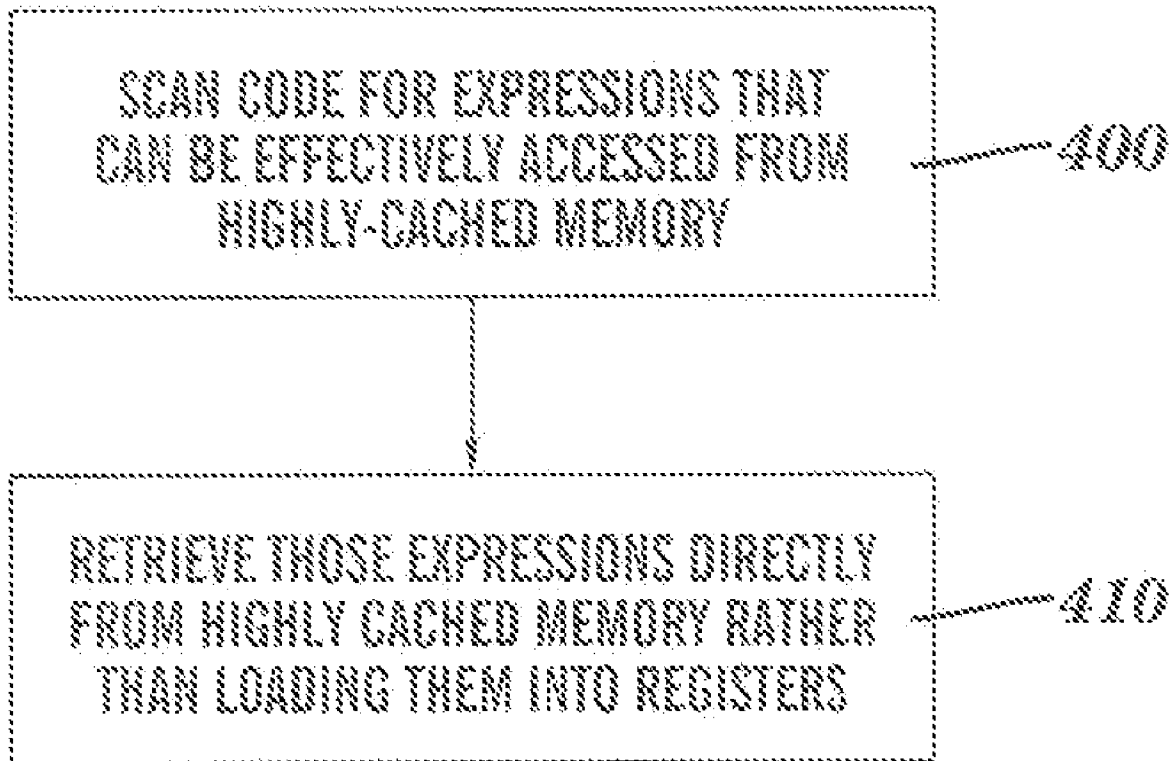 SCAN CODE FOR EXPRESSIONS THAT
CAN BE EFFECTIVELY ACCESSED FROM
HIGHLY-CACHED MEMORY
400
RETRIEVE THOSE EXPRESSIONS DIRECTLY
FROM HIGHLY CACHED MEMORY RATHER
THAN LOADING THEM INTO REGISTERS
410